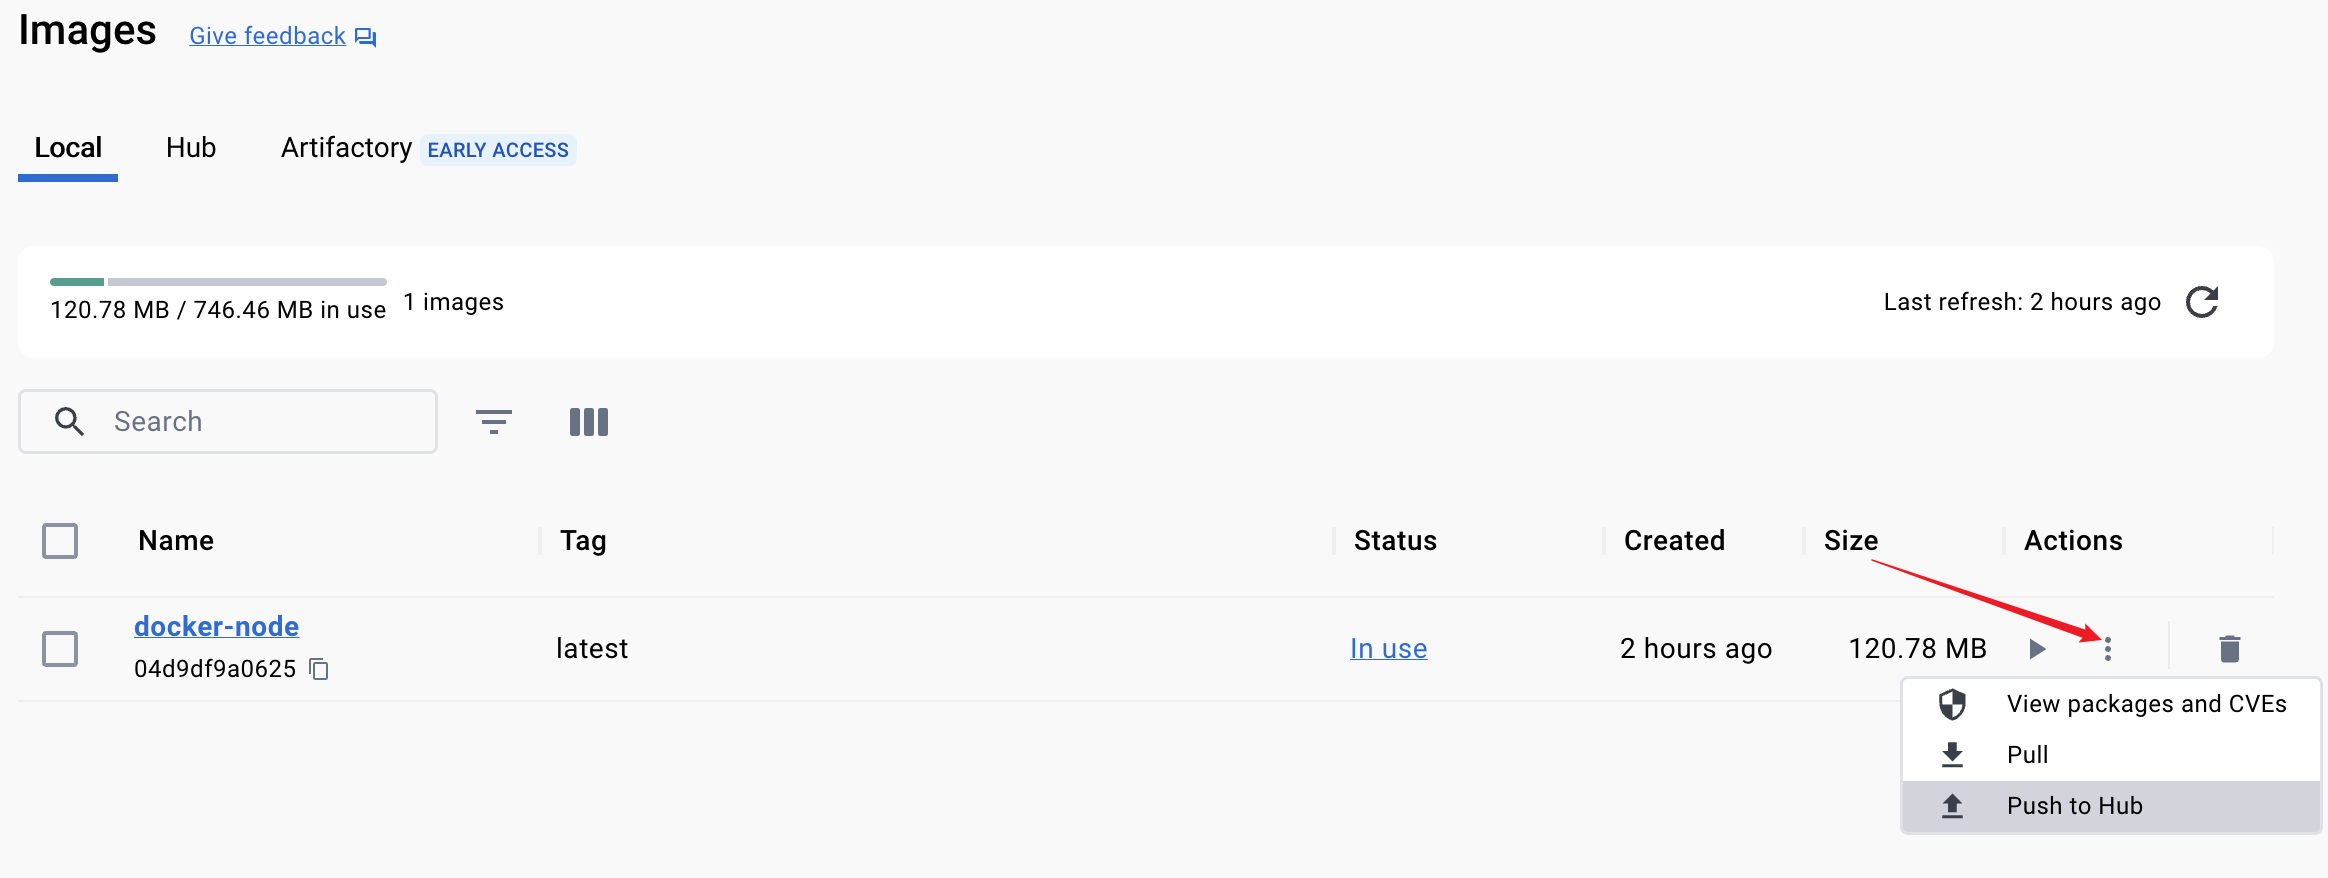 Images Give feedback
Local Hub Artifactory EARLY ACCESS
120.78 MB / 746.46 MB in use 1 images Last refresh: 2 hours ago
Search
Name Tag Status Created Size Actions
docker-node
04d9df9a0625 latest In use 2 hours ago 120.78 MB
View packages and CVEs
Pull
Push to Hub